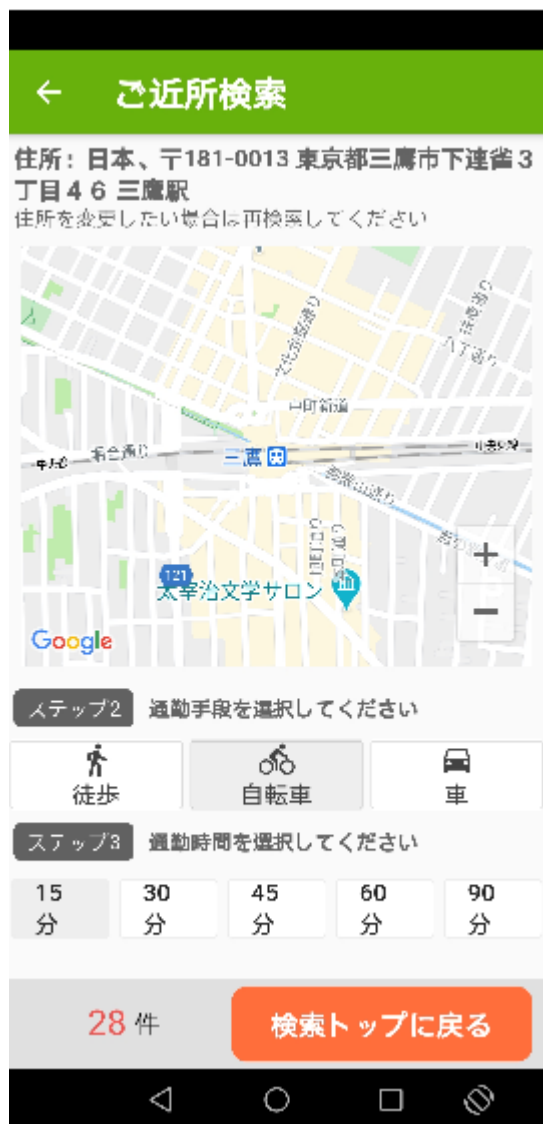 ご近所検索
住所: 日本、〒181-0013 東京都三鷹市下連雀3
丁目46 三鷹駅
住所を変更したい場合は再検索してください
三鷹
121
太宰治文学サロン
Google
ステップ2 通勤手段を選択してください
徒歩 自転車 車
ステップ3 通勤時間を選択してください
15 30 45 60 90
分 分 分 分 分
28 件 検索トップに戻る